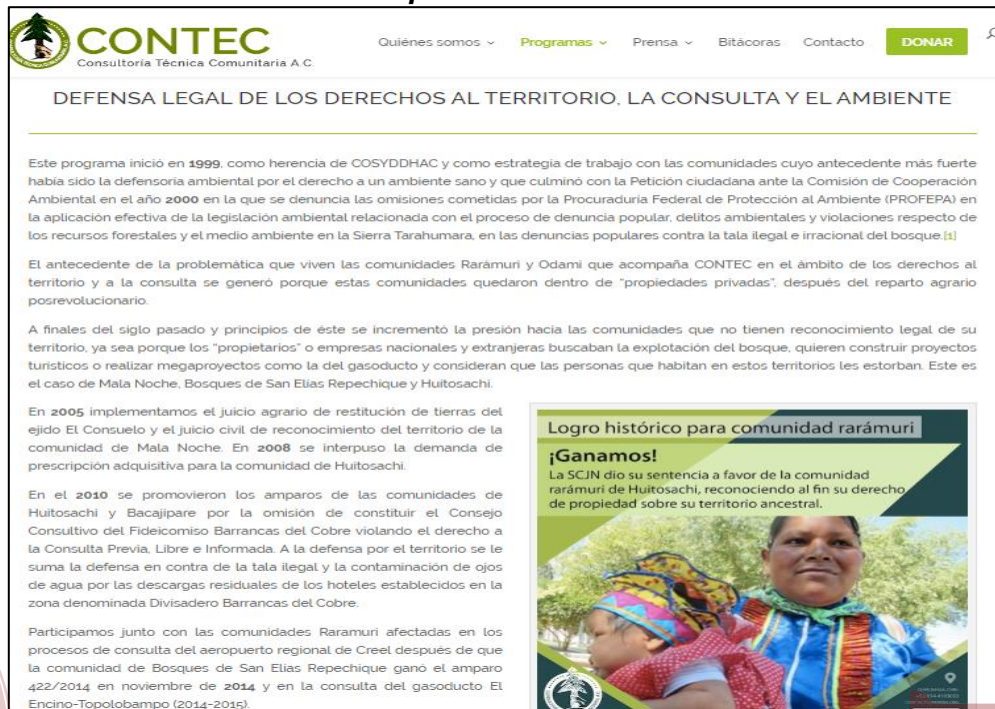 CONTEC
Consultoría Técnica Comunitaria A.C.
Quiénes somos Programas Prensa Bitácoras Contacto DONAR
DEFENSA LEGAL DE LOS DERECHOS AL TERRITORIO, LA CONSULTA Y EL AMBIENTE
Este programa inició en 1999, como herencia de COSYDDHAC y como estrategia de trabajo con las comunidades cuyo antecedente más fuerte
había sido la defensoría ambiental por el derecho a un ambiente sano y que culminó con la Petición ciudadana ante la Comisión de Cooperación
Ambiental en el año 2000 en la que se denuncia las omisiones cometidas por la Procuraduría Federal de Protección al Ambiente (PROFEPA) en
la aplicación efectiva de la legislación ambiental relacionada con el proceso de denuncia popular, delitos ambientales y violaciones respecto de
los recursos forestales y el medio ambiente en la Sierra Tarahumara, en las denuncias populares contra la tala ilegal e irracional del bosque.[1]
El antecedente de la problemática que viven las comunidades Rarámuri y Odami que acompaña CONTEC en el ámbito de los derechos al
territorio y a la consulta se generó porque estas comunidades quedaron dentro de "propiedades privadas", después del reparto agrario
posrevolucionario.
A finales del siglo pasado y principios de éste se incrementó la presión hacia las comunidades que no tienen reconocimiento legal de su
territorio, ya sea porque los "propietarios" o empresas nacionales y extranjeras buscaban la explotación del bosque, quieren construir proyectos
turísticos o realizar megaproyectos como la del gasoducto y consideran que las personas que habitan en estos territorios les estorban. Este es
el caso de Mala Noche, Bosques de San Elías Repechique y Huitosachi.
En 2005 implementamos el juicio agrario de restitución de tierras del
ejido El Consuelo y el juicio civil de reconocimiento del territorio de la
comunidad de Mala Noche. En 2008 se interpuso la demanda de
prescripción adquisitiva para la comunidad de Huitosachi.
En el 2010 se promovieron los amparos de las comunidades de
Huitosachi y Bacajipare por la omisión de constituir el Consejo
Consultivo del Fideicomiso Barrancas del Cobre violando el derecho a
la Consulta Previa, Libre e Informada. A la defensa por el territorio se le
suma la defensa en contra de la tala ilegal y la contaminación de ojos
de agua por las descargas residuales de los hoteles establecidos en la
zona denominada Divisadero Barrancas del Cobre.
Participamos junto con las comunidades Raramuri afectadas en los
procesos de consulta del aeropuerto regional de Creel después de que
la comunidad de Bosques de San Elías Repechique ganó el amparo
422/2014 en noviembre de 2014 y en la consulta del gasoducto El
Encino-Topolobampo (2014-2015).
Logro histórico para comunidad rarámuri
¡Ganamos!
La SCJN dio su sentencia a favor de la comunidad
rarámuri de Huitosachi, reconociendo al fin su derecho
de propiedad sobre su territorio ancestral.